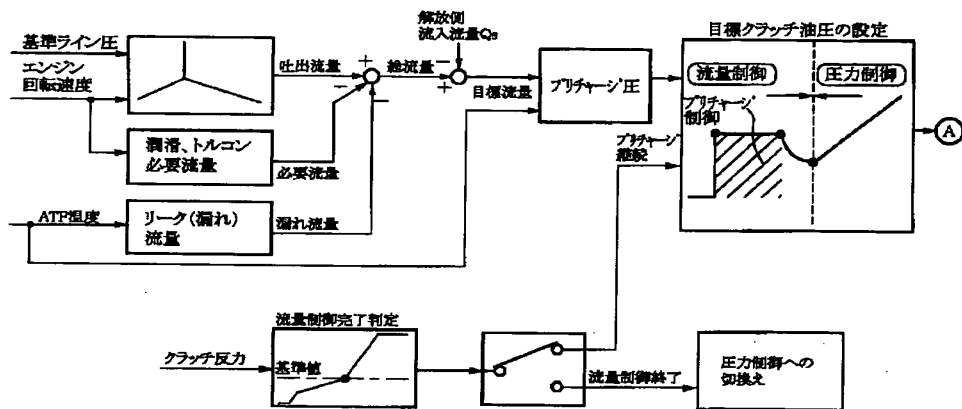 解放側
流入流量Qs
目標クラッチ油圧の設定
基準ライン圧
エンジン
回転速度
吐出流量
+
−
総流量
−
+
目標流量
プリチャージ圧
流量制御
圧力制御
プリチャージ
制御
A
潤滑、トルコン
必要流量
必要流量
−
プリチャージ
継続
ATF温度
リーク(漏れ)
流量
漏れ流量
流量制御完了判定
クラッチ反力
基準値
流量制御終了
圧力制御への
切換え